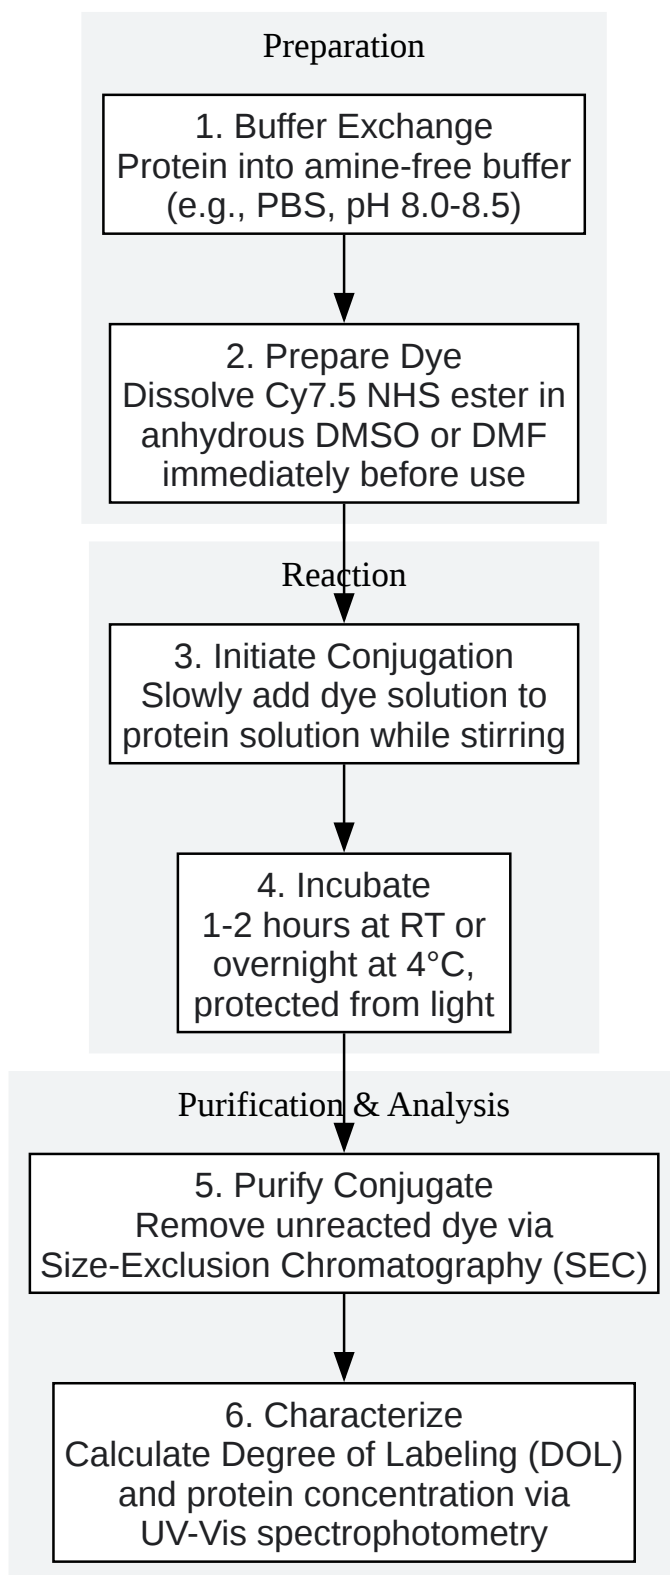 Preparation
1. Buffer Exchange
Protein into amine-free buffer
(e.g., PBS, pH 8.0-8.5)
2. Prepare Dye
Dissolve Cy7.5 NHS ester in
anhydrous DMSO or DMF
immediately before use
Reaction
3. Initiate Conjugation
Slowly add dye solution to
protein solution while stirring
4. Incubate
1-2 hours at RT or
overnight at 4°C,
protected from light
Purification & Analysis
5. Purify Conjugate
Remove unreacted dye via
Size-Exclusion Chromatography (SEC)
6. Characterize
Calculate Degree of Labeling (DOL)
and protein concentration via
UV-Vis spectrophotometry